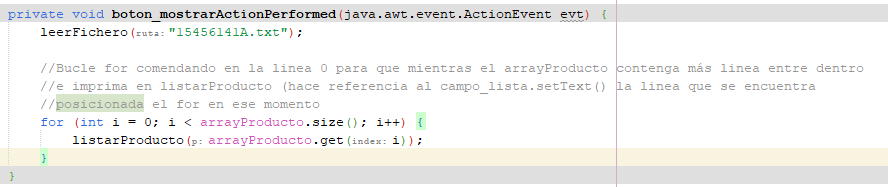 private void boton_mostrarActionPerformed(java.awt.event.ActionEvent evt) {
leerFichero(ruta: "15456141A.txt");
//Bucle for comendando en la linea 0 para que mientras el arrayProducto contenga más linea entre dentro
//e imprima en listarProducto (hace referencia al campo_lista.setText() la linea que se encuentra
//posicionada el for en ese momento
for (int i = 0; i < arrayProducto.size(); i++) {
listarProducto(p: arrayProducto.get(index: i));
}
}